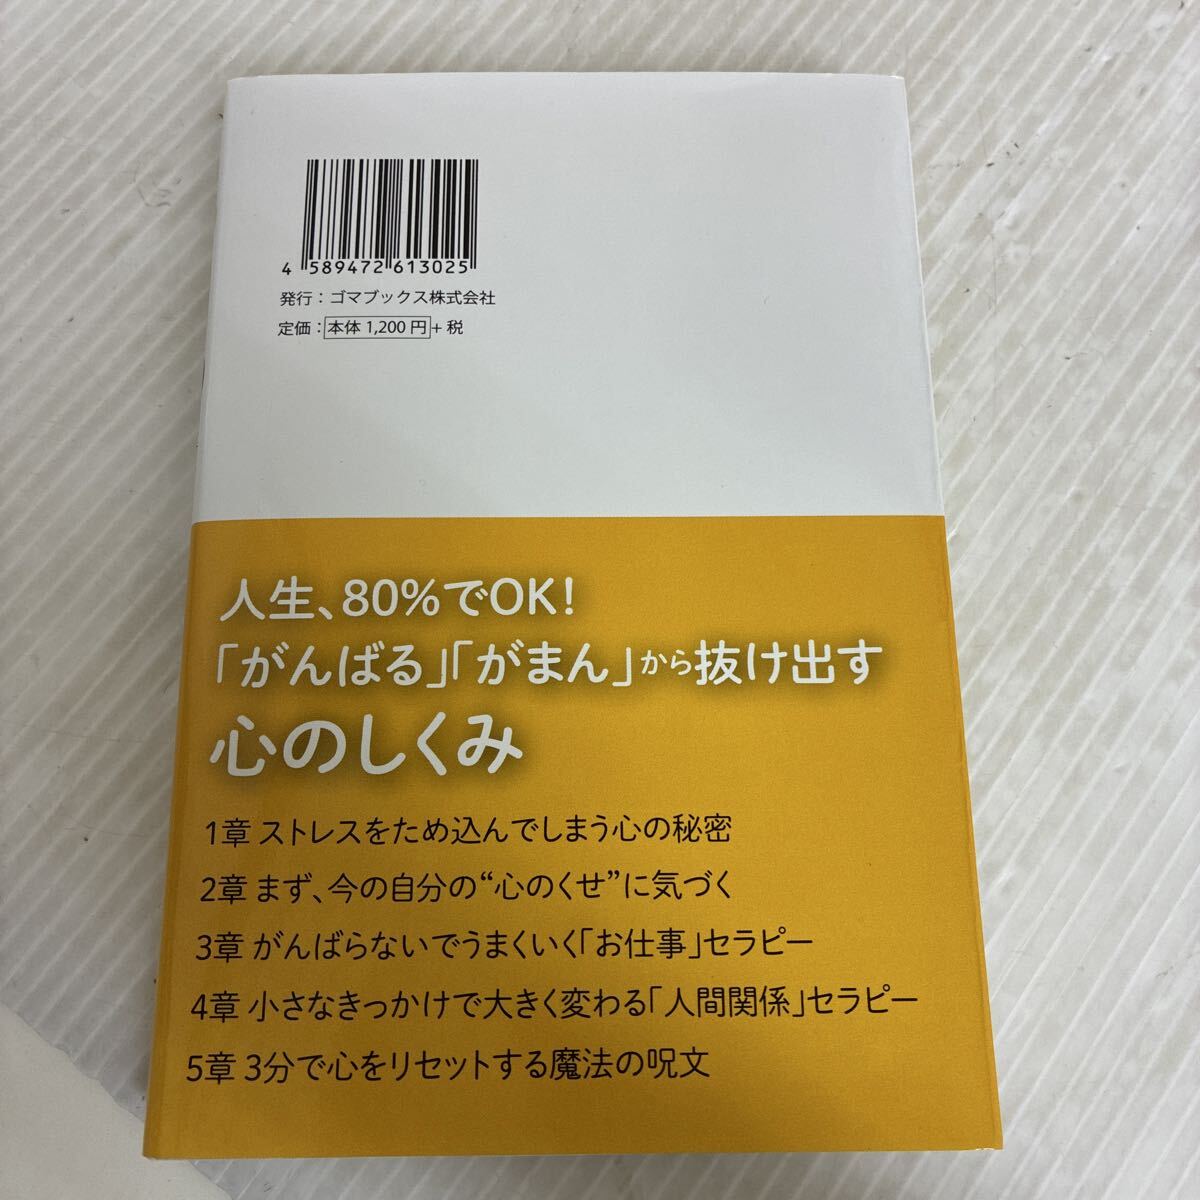 4 589472 613025
発行：ゴマブックス株式会社
定価：本体 1,200 円＋税
人生、80%でOK！
「がんばる」「がまん」から抜け出す
心のしくみ
1章 ストレスをため込んでしまう心の秘密
2章 まず、今の自分の“心のくせ”に気づく
3章 がんばらないでうまくいく「お仕事」セラピー
4章 小さなきっかけで大きく変わる「人間関係」セラピー
5章 3分で心をリセットする魔法の呪文